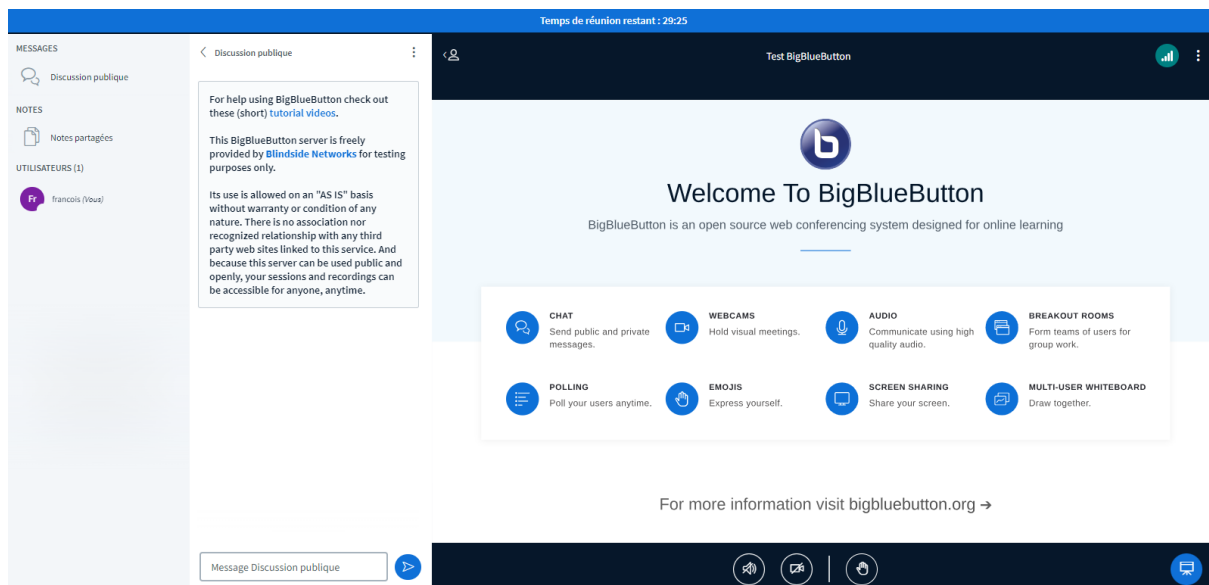 Temps de réunion restant : 29:25
MESSAGES
Discussion publique
NOTES
Notes partagées
UTILISATEURS (1)
Fr
francois (Vous)
Discussion publique
For help using BigBlueButton check out
these (short) tutorial videos.
This BigBlueButton server is freely
provided by Blindside Networks for testing
purposes only.
Its use is allowed on an "AS IS" basis
without warranty or condition of any
nature. There is no association nor
recognized relationship with any third
party web sites linked to this service. And
because this server can be used public and
openly, your sessions and recordings can
be accessible for anyone, anytime.
Message Discussion publique
Test BigBlueButton
b
Welcome To BigBlueButton
BigBlueButton is an open source web conferencing system designed for online learning
CHAT
Send public and private
messages.
WEBCAMS
Hold visual meetings.
AUDIO
Communicate using high
quality audio.
BREAKOUT ROOMS
Form teams of users for
group work.
POLLING
Poll your users anytime.
EMOJIS
Express yourself.
SCREEN SHARING
Share your screen.
MULTI-USER WHITEBOARD
Draw together.
For more information visit bigbluebutton.org →